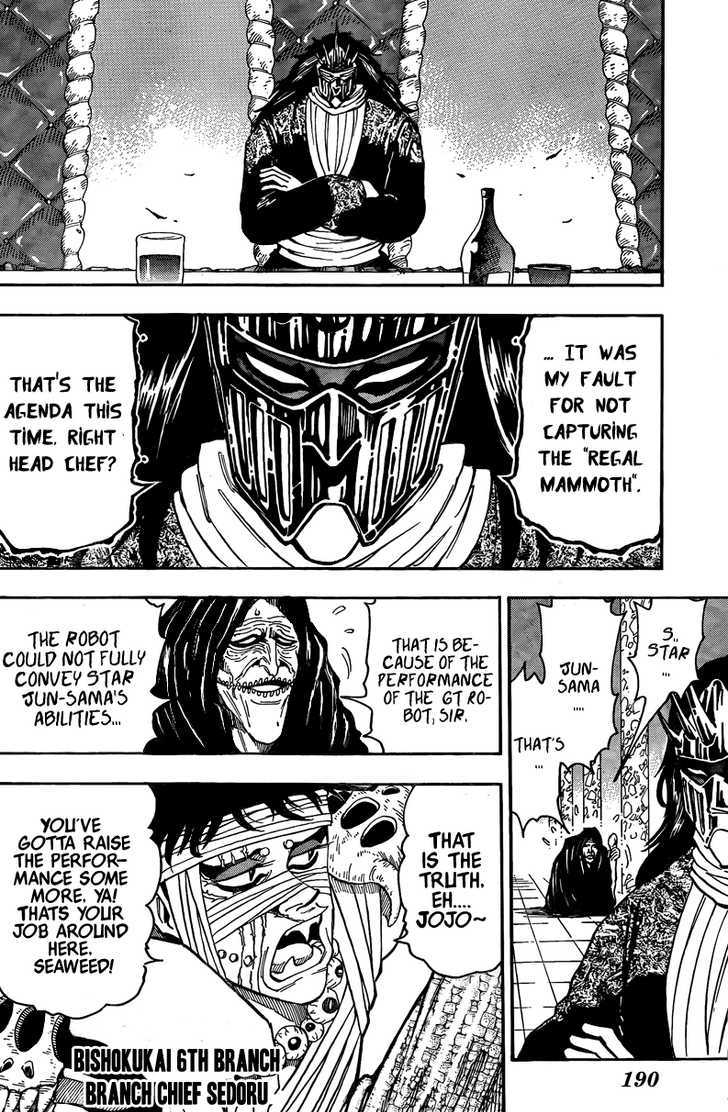 ... IT WAS
MY FAULT
FOR NOT
CAPTURING
THE "REGAL
MAMMOTH".
THAT'S THE
AGENDA THIS
TIME, RIGHT
HEAD CHEF?
S..
STAR
...
JUN-
SAMA
....
THAT'S
...
THAT IS BE-
CAUSE OF THE
PERFORMANCE
OF THE GT RO-
BOT, SIR.
THE ROBOT
COULD NOT FULLY
CONVEY STAR
JUN-SAMA'S
ABILITIES...
THAT
IS THE
TRUTH.
EH....
JOJO~
YOU'VE
GOTTA RAISE
THE PERFOR-
MANCE SOME
MORE, YA!
THATS YOUR
JOB AROUND
HERE,
SEAWEED!
BISHOKUKAI 6TH BRANCH
BRANCH CHIEF SEDORU
190